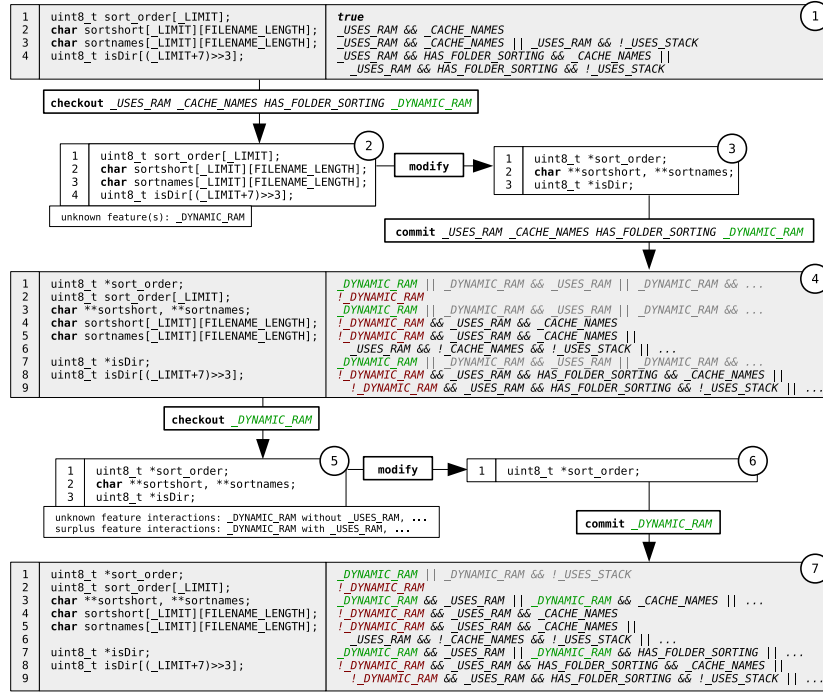 1 uint8_t sort_order[_LIMIT]; true 1
2 char sortshort[_LIMIT][FILENAME_LENGTH]; _USES_RAM && _CACHE_NAMES
3 char sortnames[_LIMIT][FILENAME_LENGTH]; _USES_RAM && _CACHE_NAMES || _USES_RAM && !_USES_STACK
4 uint8_t isDir[(_LIMIT+7)>>3]; _USES_RAM && HAS_FOLDER_SORTING && _CACHE_NAMES ||
_USES_RAM && HAS_FOLDER_SORTING && !_USES_STACK
checkout _USES_RAM _CACHE_NAMES HAS_FOLDER_SORTING _DYNAMIC_RAM
2
1 uint8_t sort_order[_LIMIT];
2 char sortshort[_LIMIT][FILENAME_LENGTH];
3 char sortnames[_LIMIT][FILENAME_LENGTH];
4 uint8_t isDir[(_LIMIT+7)>>3];
unknown feature(s): _DYNAMIC_RAM
modify
3
1 uint8_t *sort_order;
2 char **sortshort, **sortnames;
3 uint8_t *isDir;
commit _USES_RAM _CACHE_NAMES HAS_FOLDER_SORTING _DYNAMIC_RAM
4
1 uint8_t *sort_order; _DYNAMIC_RAM || _DYNAMIC_RAM && _USES_RAM || _DYNAMIC_RAM && ...
2 uint8_t sort_order[_LIMIT]; !_DYNAMIC_RAM
3 char **sortshort, **sortnames; _DYNAMIC_RAM || _DYNAMIC_RAM && _USES_RAM || _DYNAMIC_RAM && ...
4 char sortshort[_LIMIT][FILENAME_LENGTH]; !_DYNAMIC_RAM && _USES_RAM && _CACHE_NAMES
5 char sortnames[_LIMIT][FILENAME_LENGTH]; !_DYNAMIC_RAM && _USES_RAM && _CACHE_NAMES ||
6 _USES_RAM && !_CACHE_NAMES && !_USES_STACK || ...
7 uint8_t *isDir; _DYNAMIC_RAM || _DYNAMIC_RAM && _USES_RAM || _DYNAMIC_RAM && ...
8 uint8_t isDir[(_LIMIT+7)>>3]; !_DYNAMIC_RAM && _USES_RAM && HAS_FOLDER_SORTING && _CACHE_NAMES ||
9 !_DYNAMIC_RAM && _USES_RAM && HAS_FOLDER_SORTING && !_USES_STACK || ...
checkout _DYNAMIC_RAM
5
1 uint8_t *sort_order;
2 char **sortshort, **sortnames;
3 uint8_t *isDir;
unknown feature interactions: _DYNAMIC_RAM without _USES_RAM, ...
surplus feature interactions: _DYNAMIC_RAM with _USES_RAM, ...
modify
6
1 uint8_t *sort_order;
commit _DYNAMIC_RAM
7
1 uint8_t *sort_order; _DYNAMIC_RAM || _DYNAMIC_RAM && !_USES_STACK
2 uint8_t sort_order[_LIMIT]; !_DYNAMIC_RAM
3 char **sortshort, **sortnames; _DYNAMIC_RAM && _USES_RAM || _DYNAMIC_RAM && _CACHE_NAMES || ...
4 char sortshort[_LIMIT][FILENAME_LENGTH]; !_DYNAMIC_RAM && _USES_RAM && _CACHE_NAMES
5 char sortnames[_LIMIT][FILENAME_LENGTH]; !_DYNAMIC_RAM && _USES_RAM && _CACHE_NAMES ||
6 _USES_RAM && !_CACHE_NAMES && !_USES_STACK || ...
7 uint8_t *isDir; _DYNAMIC_RAM && _USES_RAM || _DYNAMIC_RAM && HAS_FOLDER_SORTING || ...
8 uint8_t isDir[(_LIMIT+7)>>3]; !_DYNAMIC_RAM && _USES_RAM && HAS_FOLDER_SORTING && _CACHE_NAMES ||
9 !_DYNAMIC_RAM && _USES_RAM && HAS_FOLDER_SORTING && !_USES_STACK || ...